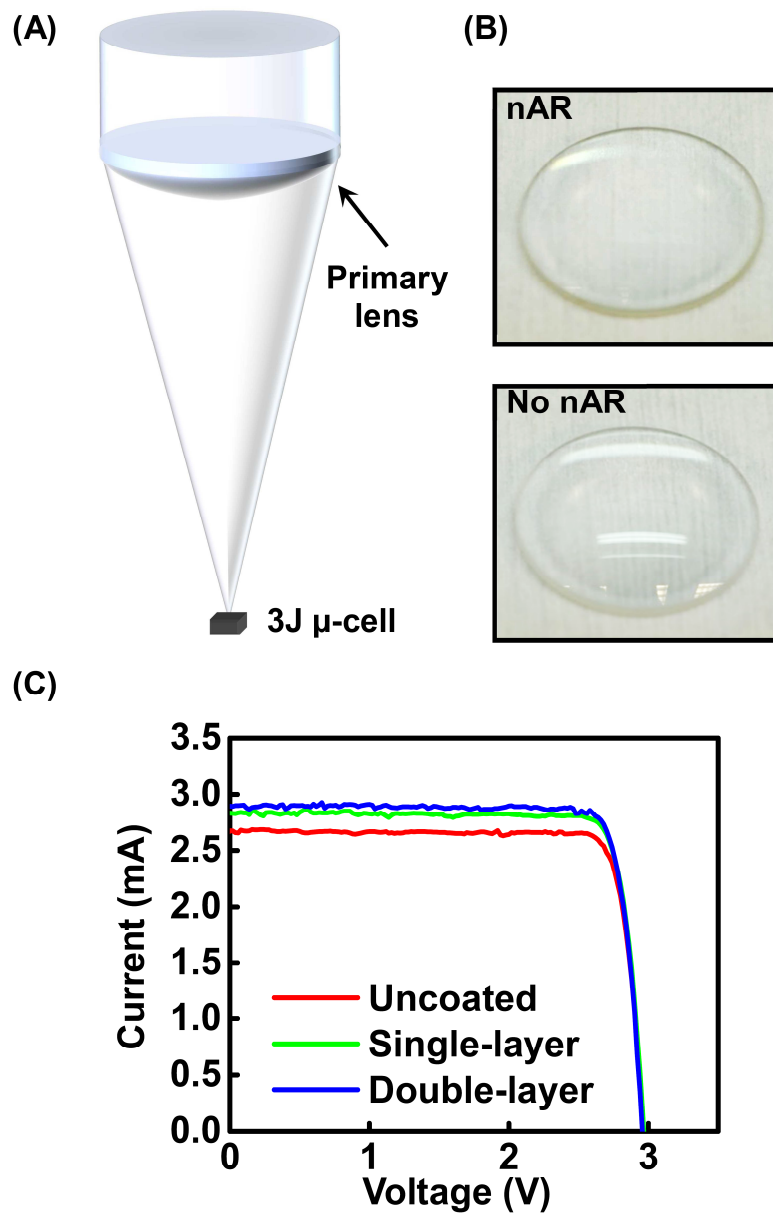 (A)
(B)
nAR
Primary
lens
No nAR
3J μ-cell
(C)
3.5
3.0
2.5
2.0
1.5
1.0
0.5
0.0
Current (mA)
Uncoated
Single-layer
Double-layer
0 1 2 3
Voltage (V)